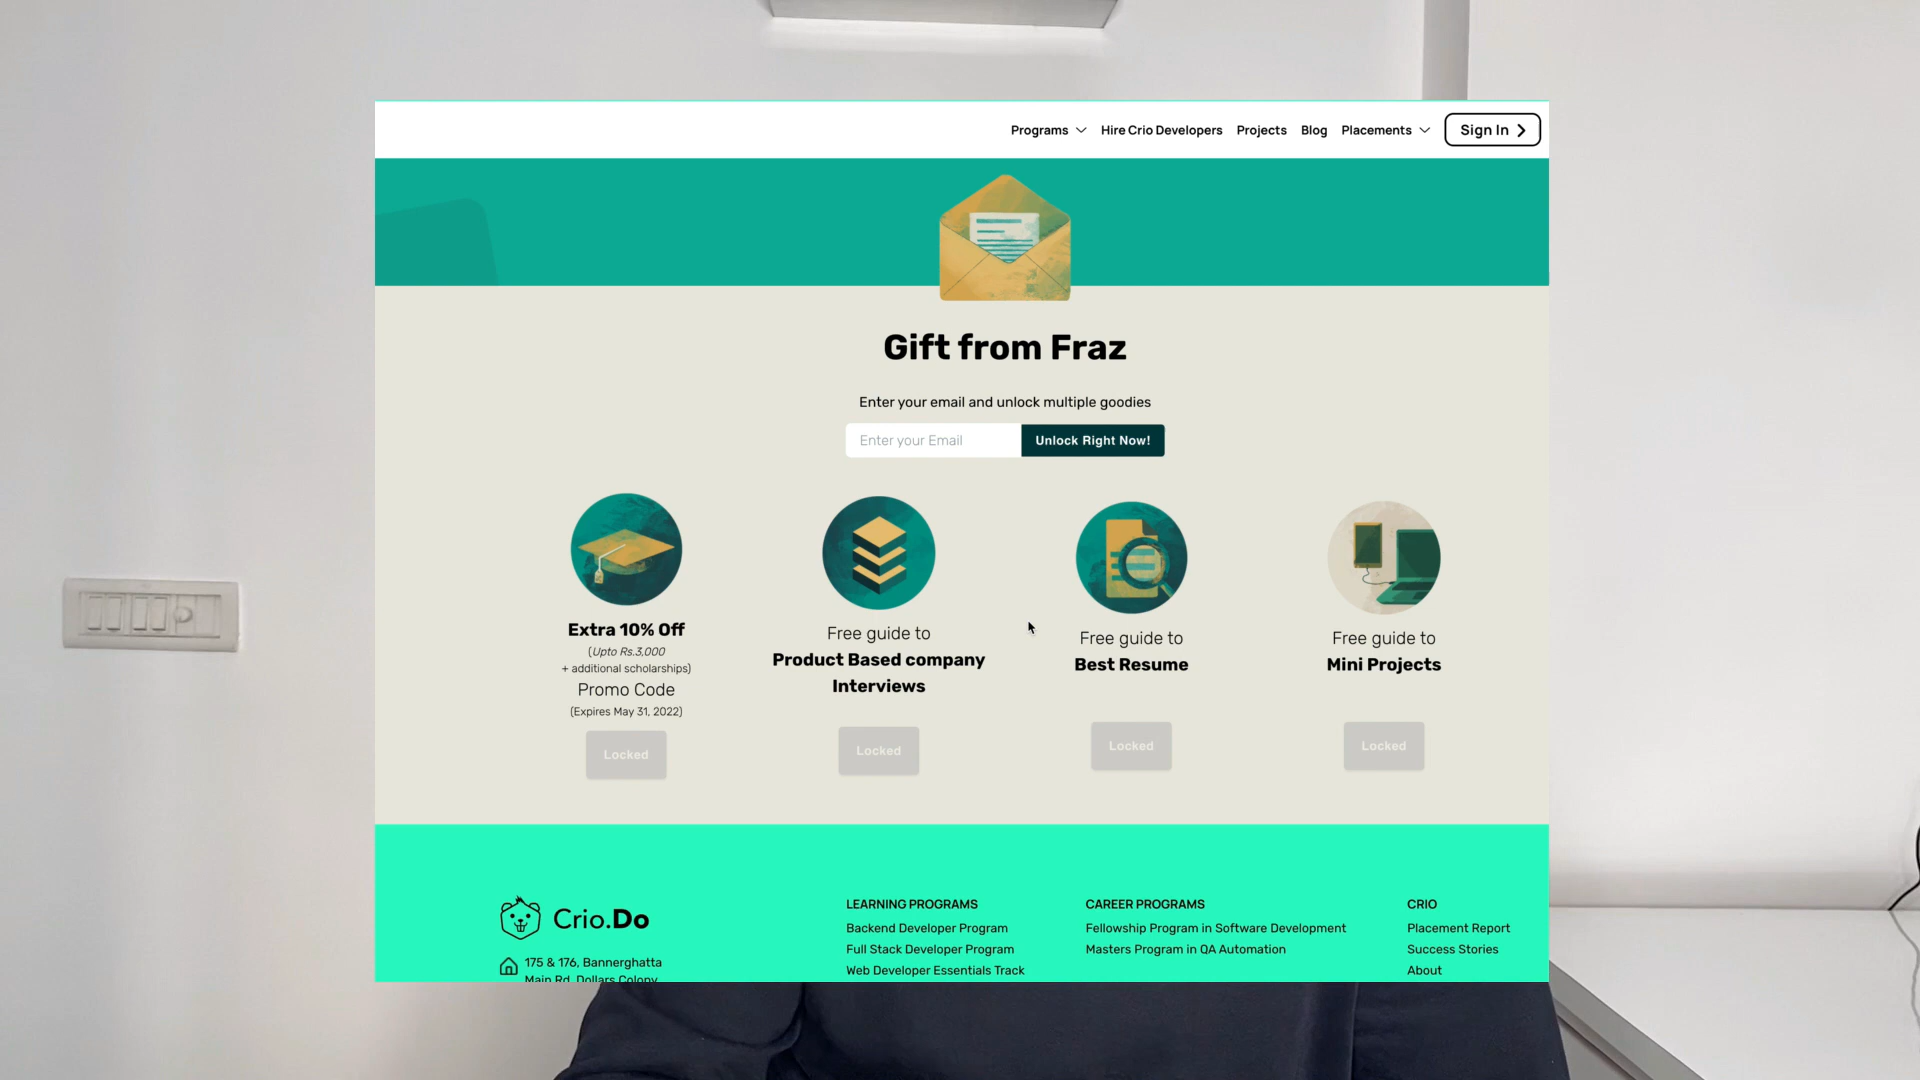 Programs Hire Crio Developers Projects Blog Placements Sign In
Gift from Fraz
Enter your email and unlock multiple goodies
Enter your Email Unlock Right Now!
Extra 10% Off
(Upto Rs.3,000
+ additional scholarships)
Promo Code
(Expires May 31, 2022)
Locked
Free guide to
Product Based company
Interviews
Locked
Free guide to
Best Resume
Locked
Free guide to
Mini Projects
Locked
Crio.Do
175 & 176, Bannerghatta
Main Rd, Dollars Colony,
LEARNING PROGRAMS
Backend Developer Program
Full Stack Developer Program
Web Developer Essentials Track
CAREER PROGRAMS
Fellowship Program in Software Development
Masters Program in QA Automation
CRIO
Placement Report
Success Stories
About